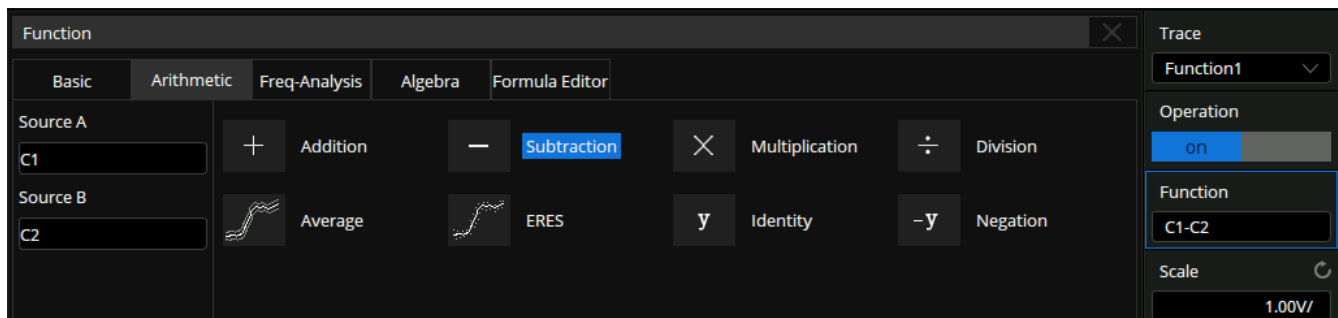 Function
Basic Arithmetic Freq-Analysis Algebra Formula Editor
Source A
C1
Source B
C2
+ Addition − Subtraction × Multiplication ÷ Division
Average ERES y Identity -y Negation
Trace
Function1
Operation
on
Function
C1-C2
Scale
1.00V/